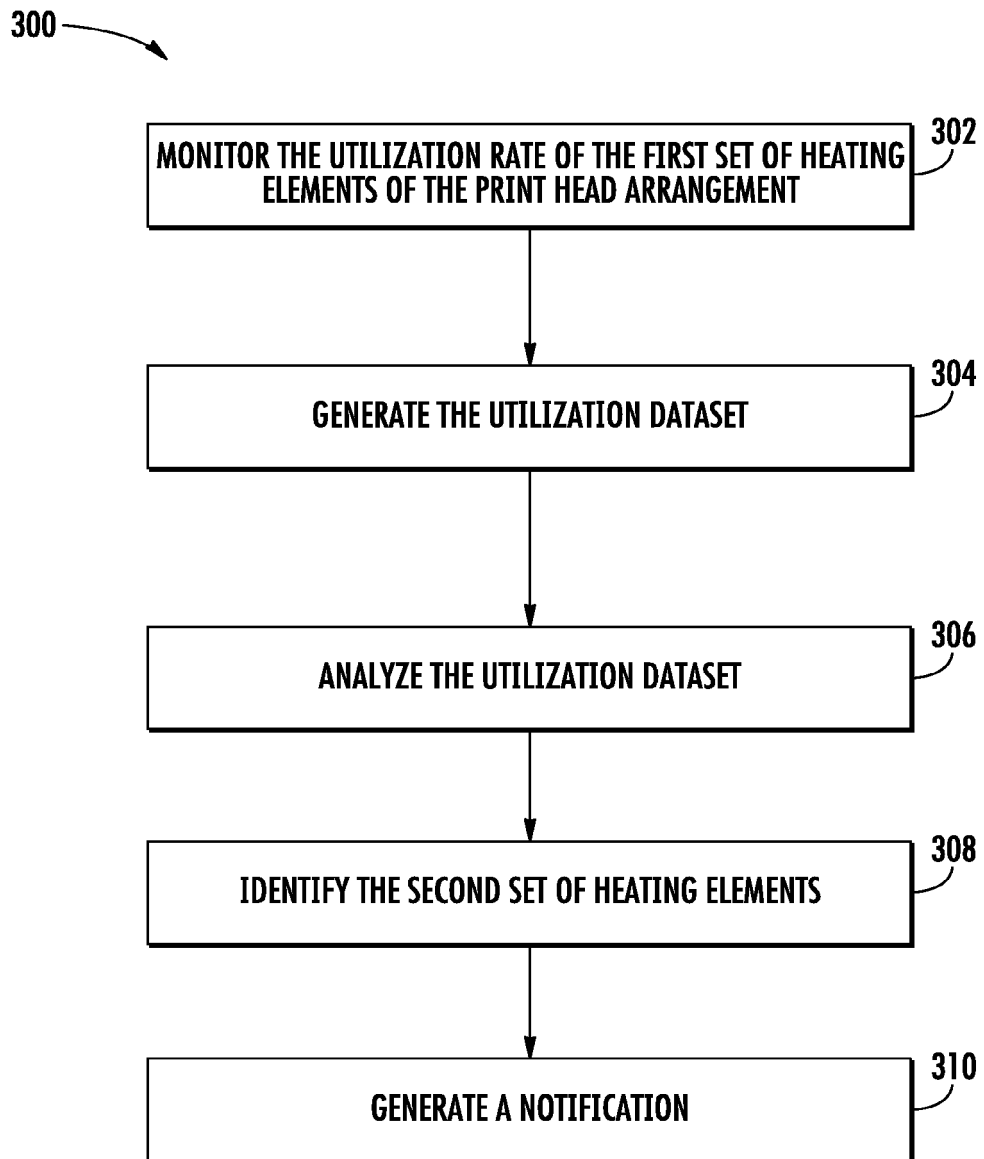 300
302
MONITOR THE UTILIZATION RATE OF THE FIRST SET OF HEATING
ELEMENTS OF THE PRINT HEAD ARRANGEMENT
304
GENERATE THE UTILIZATION DATASET
306
ANALYZE THE UTILIZATION DATASET
308
IDENTIFY THE SECOND SET OF HEATING ELEMENTS
310
GENERATE A NOTIFICATION